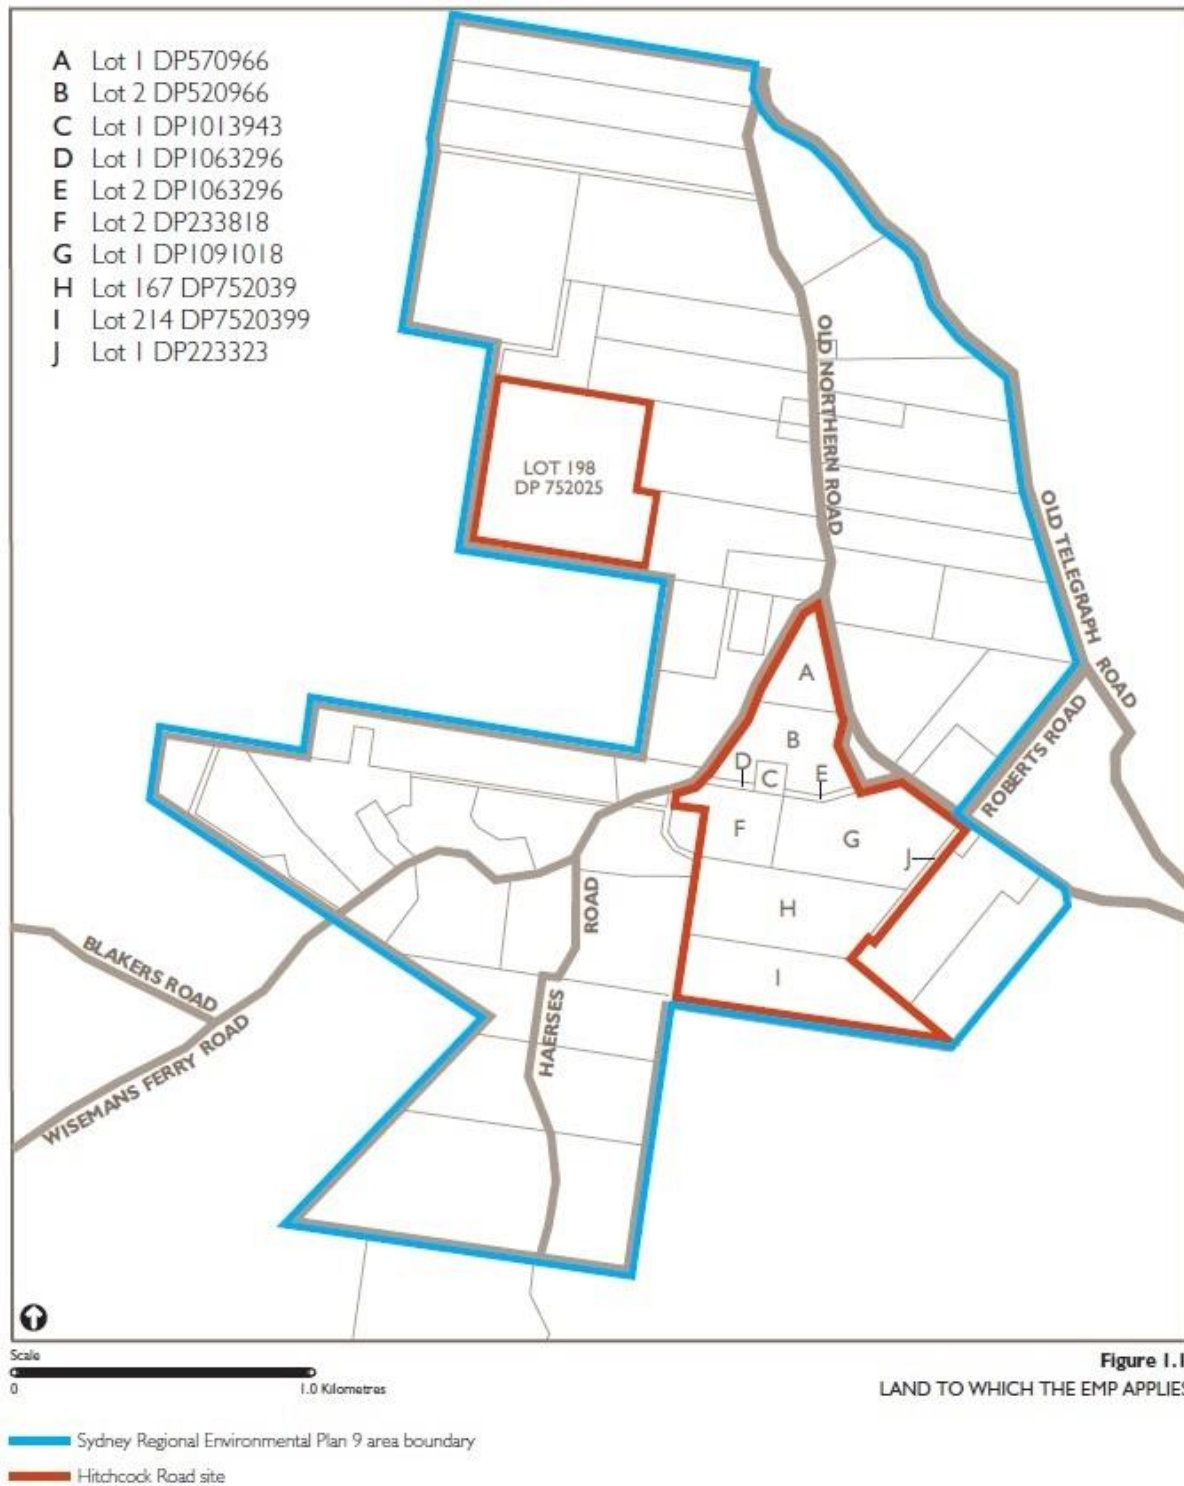 A Lot 1 DP570966
B Lot 2 DP520966
C Lot 1 DP1013943
D Lot 1 DP1063296
E Lot 2 DP1063296
F Lot 2 DP233818
G Lot 1 DP1091018
H Lot 167 DP752039
I Lot 214 DP7520399
J Lot 1 DP223323
OLD NORTHERN ROAD
LOT 198
DP 752025
OLD TELEGRAPH ROAD
ROBERTS ROAD
A
B
D
C
E
F
G
J
H
I
HAERSES ROAD
BLAKERS ROAD
WISEMANS FERRY ROAD
Scale
0 1.0 Kilometres
Figure 1.1
LAND TO WHICH THE EMP APPLIES
Sydney Regional Environmental Plan 9 area boundary
Hitchcock Road site